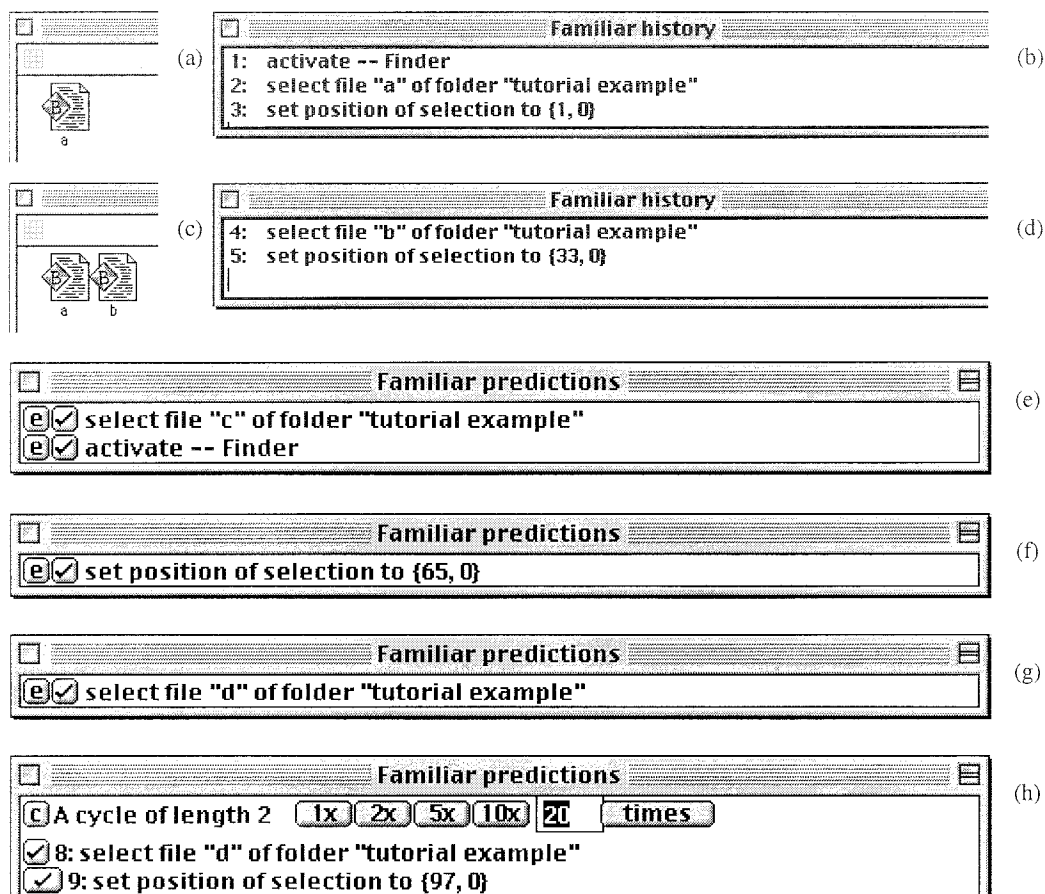 Familiar history
(a)
1: activate -- Finder
2: select file "a" of folder "tutorial example"
3: set position of selection to {1, 0}
(b)
B
a
Familiar history
(c)
4: select file "b" of folder "tutorial example"
5: set position of selection to {33, 0}
(d)
B B
a b
Familiar predictions
e select file "c" of folder "tutorial example"
e activate -- Finder
(e)
Familiar predictions
e set position of selection to {65, 0}
(f)
Familiar predictions
e select file "d" of folder "tutorial example"
(g)
Familiar predictions
c A cycle of length 2 1x 2x 5x 10x 20 times
(h)
8: select file "d" of folder "tutorial example"
9: set position of selection to {97, 0}